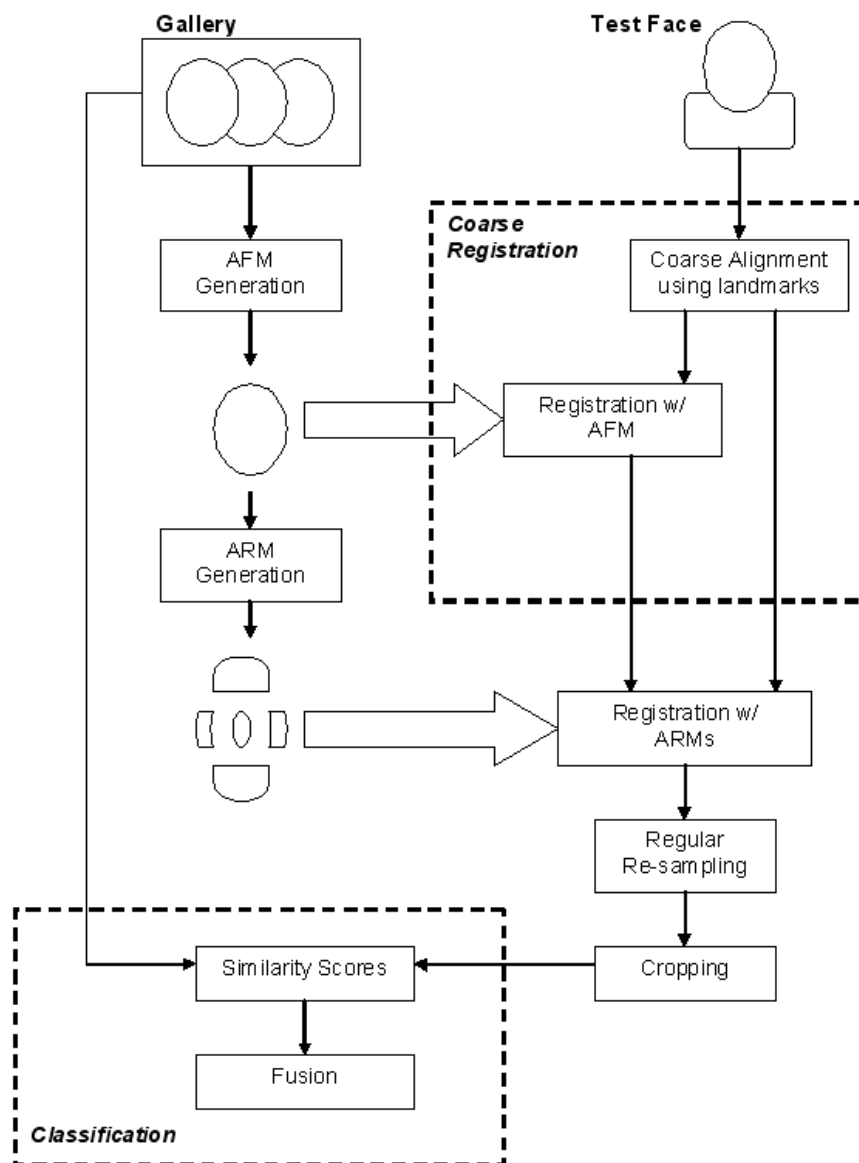 Gallery
Test Face
Coarse
Registration
AFM
Generation
Coarse Alignment
using landmarks
Registration w/
AFM
ARM
Generation
Registration w/
ARMs
Regular
Re-sampling
Similarity Scores
Cropping
Fusion
Classification